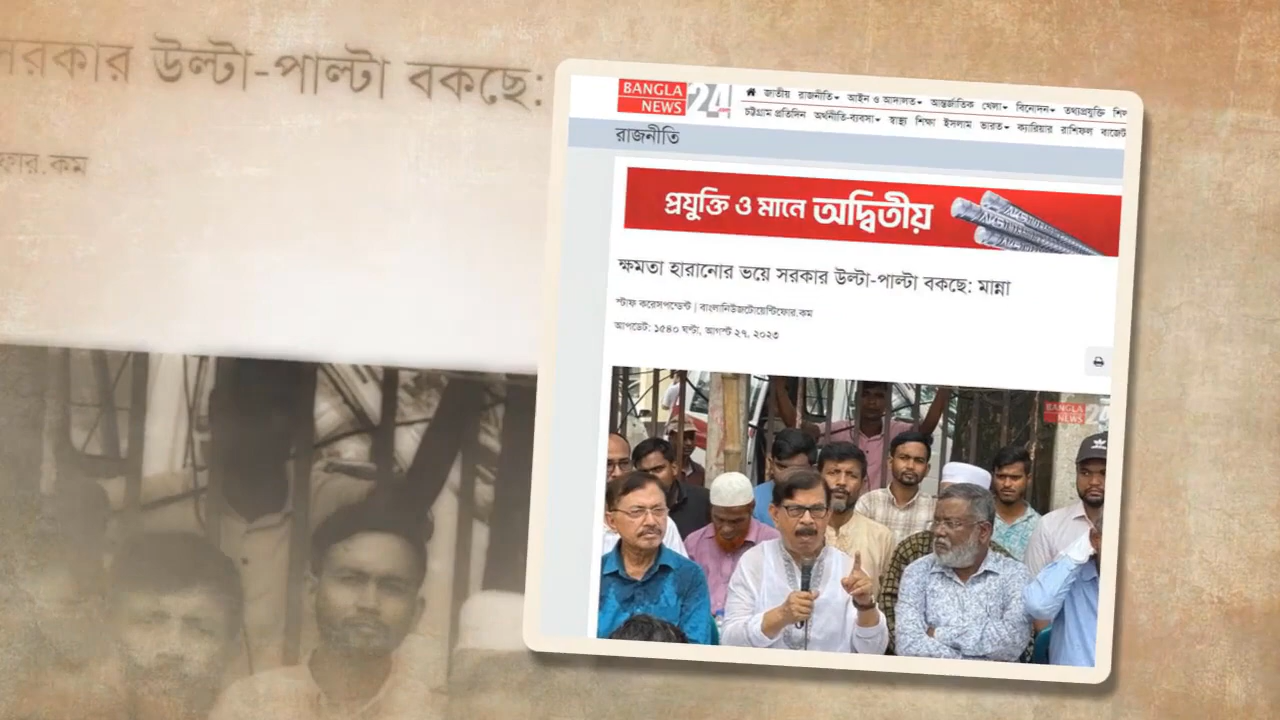 সরকার উল্টা-পাল্টা বকছে:
ফোর.কম
BANGLA
NEWS 24
জাতীয় রাজনীতি আইন ও আদালত আন্তর্জাতিক খেলা বিনোদন তথ্যপ্রযুক্তি শিল
চট্টগ্রাম প্রতিদিন অর্থনীতি-ব্যবসা স্বাস্থ্য শিক্ষা ইসলাম ভারত ক্যারিয়ার রাশিফল বাজেট
রাজনীতি
প্রযুক্তি ও মানে অদ্বিতীয়
ক্ষমতা হারানোর ভয়ে সরকার উল্টা-পাল্টা বকছে: মান্না
স্টাফ করেসপন্ডেন্ট | বাংলানিউজটোয়েন্টিফোর.কম
আপডেট: ১৫৪০ ঘণ্টা, আগস্ট ২৭, ২০২৩
BANGLA
NEWS 24